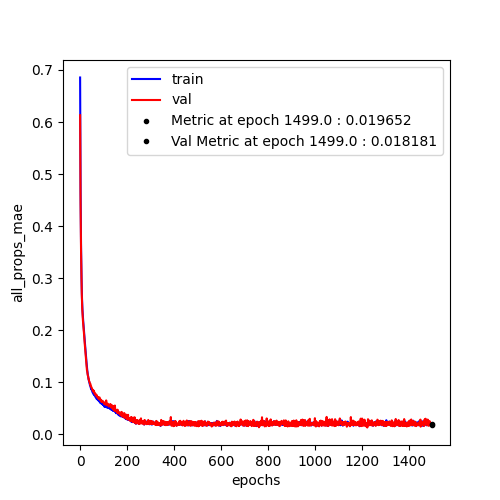 0.7
0.6
0.5
0.4
0.3
0.2
0.1
0.0
all_props_mae
train
val
Metric at epoch 1499.0 : 0.019652
Val Metric at epoch 1499.0 : 0.018181
0 200 400 600 800 1000 1200 1400
epochs